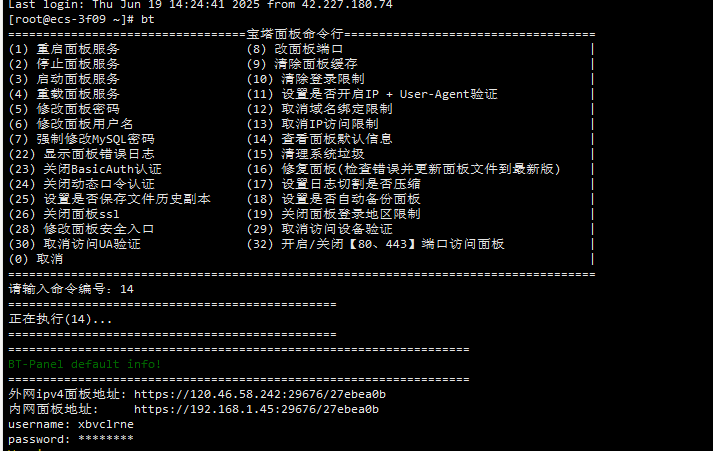 Last login: Thu Jun 19 14:24:41 2025 from 42.227.180.74
[root@ecs-3f09 ~]# bt
===========================宝塔面板命令行=============================
(1) 重启面板服务 (8) 改面板端口 |
(2) 停止面板服务 (9) 清除面板缓存 |
(3) 启动面板服务 (10) 清除登录限制 |
(4) 重载面板服务 (11) 设置是否开启IP + User-Agent验证 |
(5) 修改面板密码 (12) 取消域名绑定限制 |
(6) 修改面板用户名 (13) 取消IP访问限制 |
(7) 强制修改MySQL密码 (14) 查看面板默认信息 |
(22) 显示面板错误日志 (15) 清理系统垃圾 |
(23) 关闭BasicAuth认证 (16) 修复面板(检查错误并更新面板文件到最新版) |
(24) 关闭动态口令认证 (17) 设置日志切割是否压缩 |
(25) 设置是否保存文件历史副本 (18) 设置是否自动备份面板 |
(26) 关闭面板ssl (19) 关闭面板登录地区限制 |
(28) 修改面板安全入口 (29) 取消访问设备验证 |
(30) 取消访问UA验证 (32) 开启/关闭【80、443】端口访问面板 |
(0) 取消 |
===================================================================
请输入命令编号: 14
======================================
正在执行(14)...
======================================
=====================================================
BT-Panel default info!
=====================================================
外网ipv4面板地址: https://120.46.58.242:29676/27ebea0b
内网面板地址: https://192.168.1.45:29676/27ebea0b
username: xbvclrne
password: ********